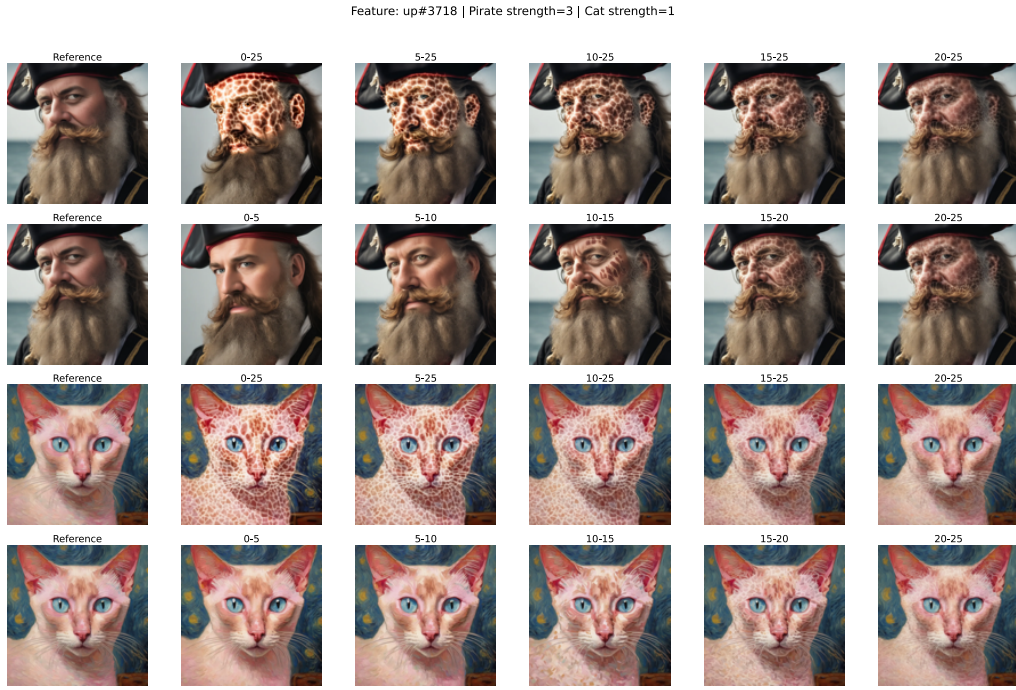 Feature: up#3718 | Pirate strength=3 | Cat strength=1
Reference 0-25 5-25 10-25 15-25 20-25
Reference 0-5 5-10 10-15 15-20 20-25
Reference 0-25 5-25 10-25 15-25 20-25
Reference 0-5 5-10 10-15 15-20 20-25